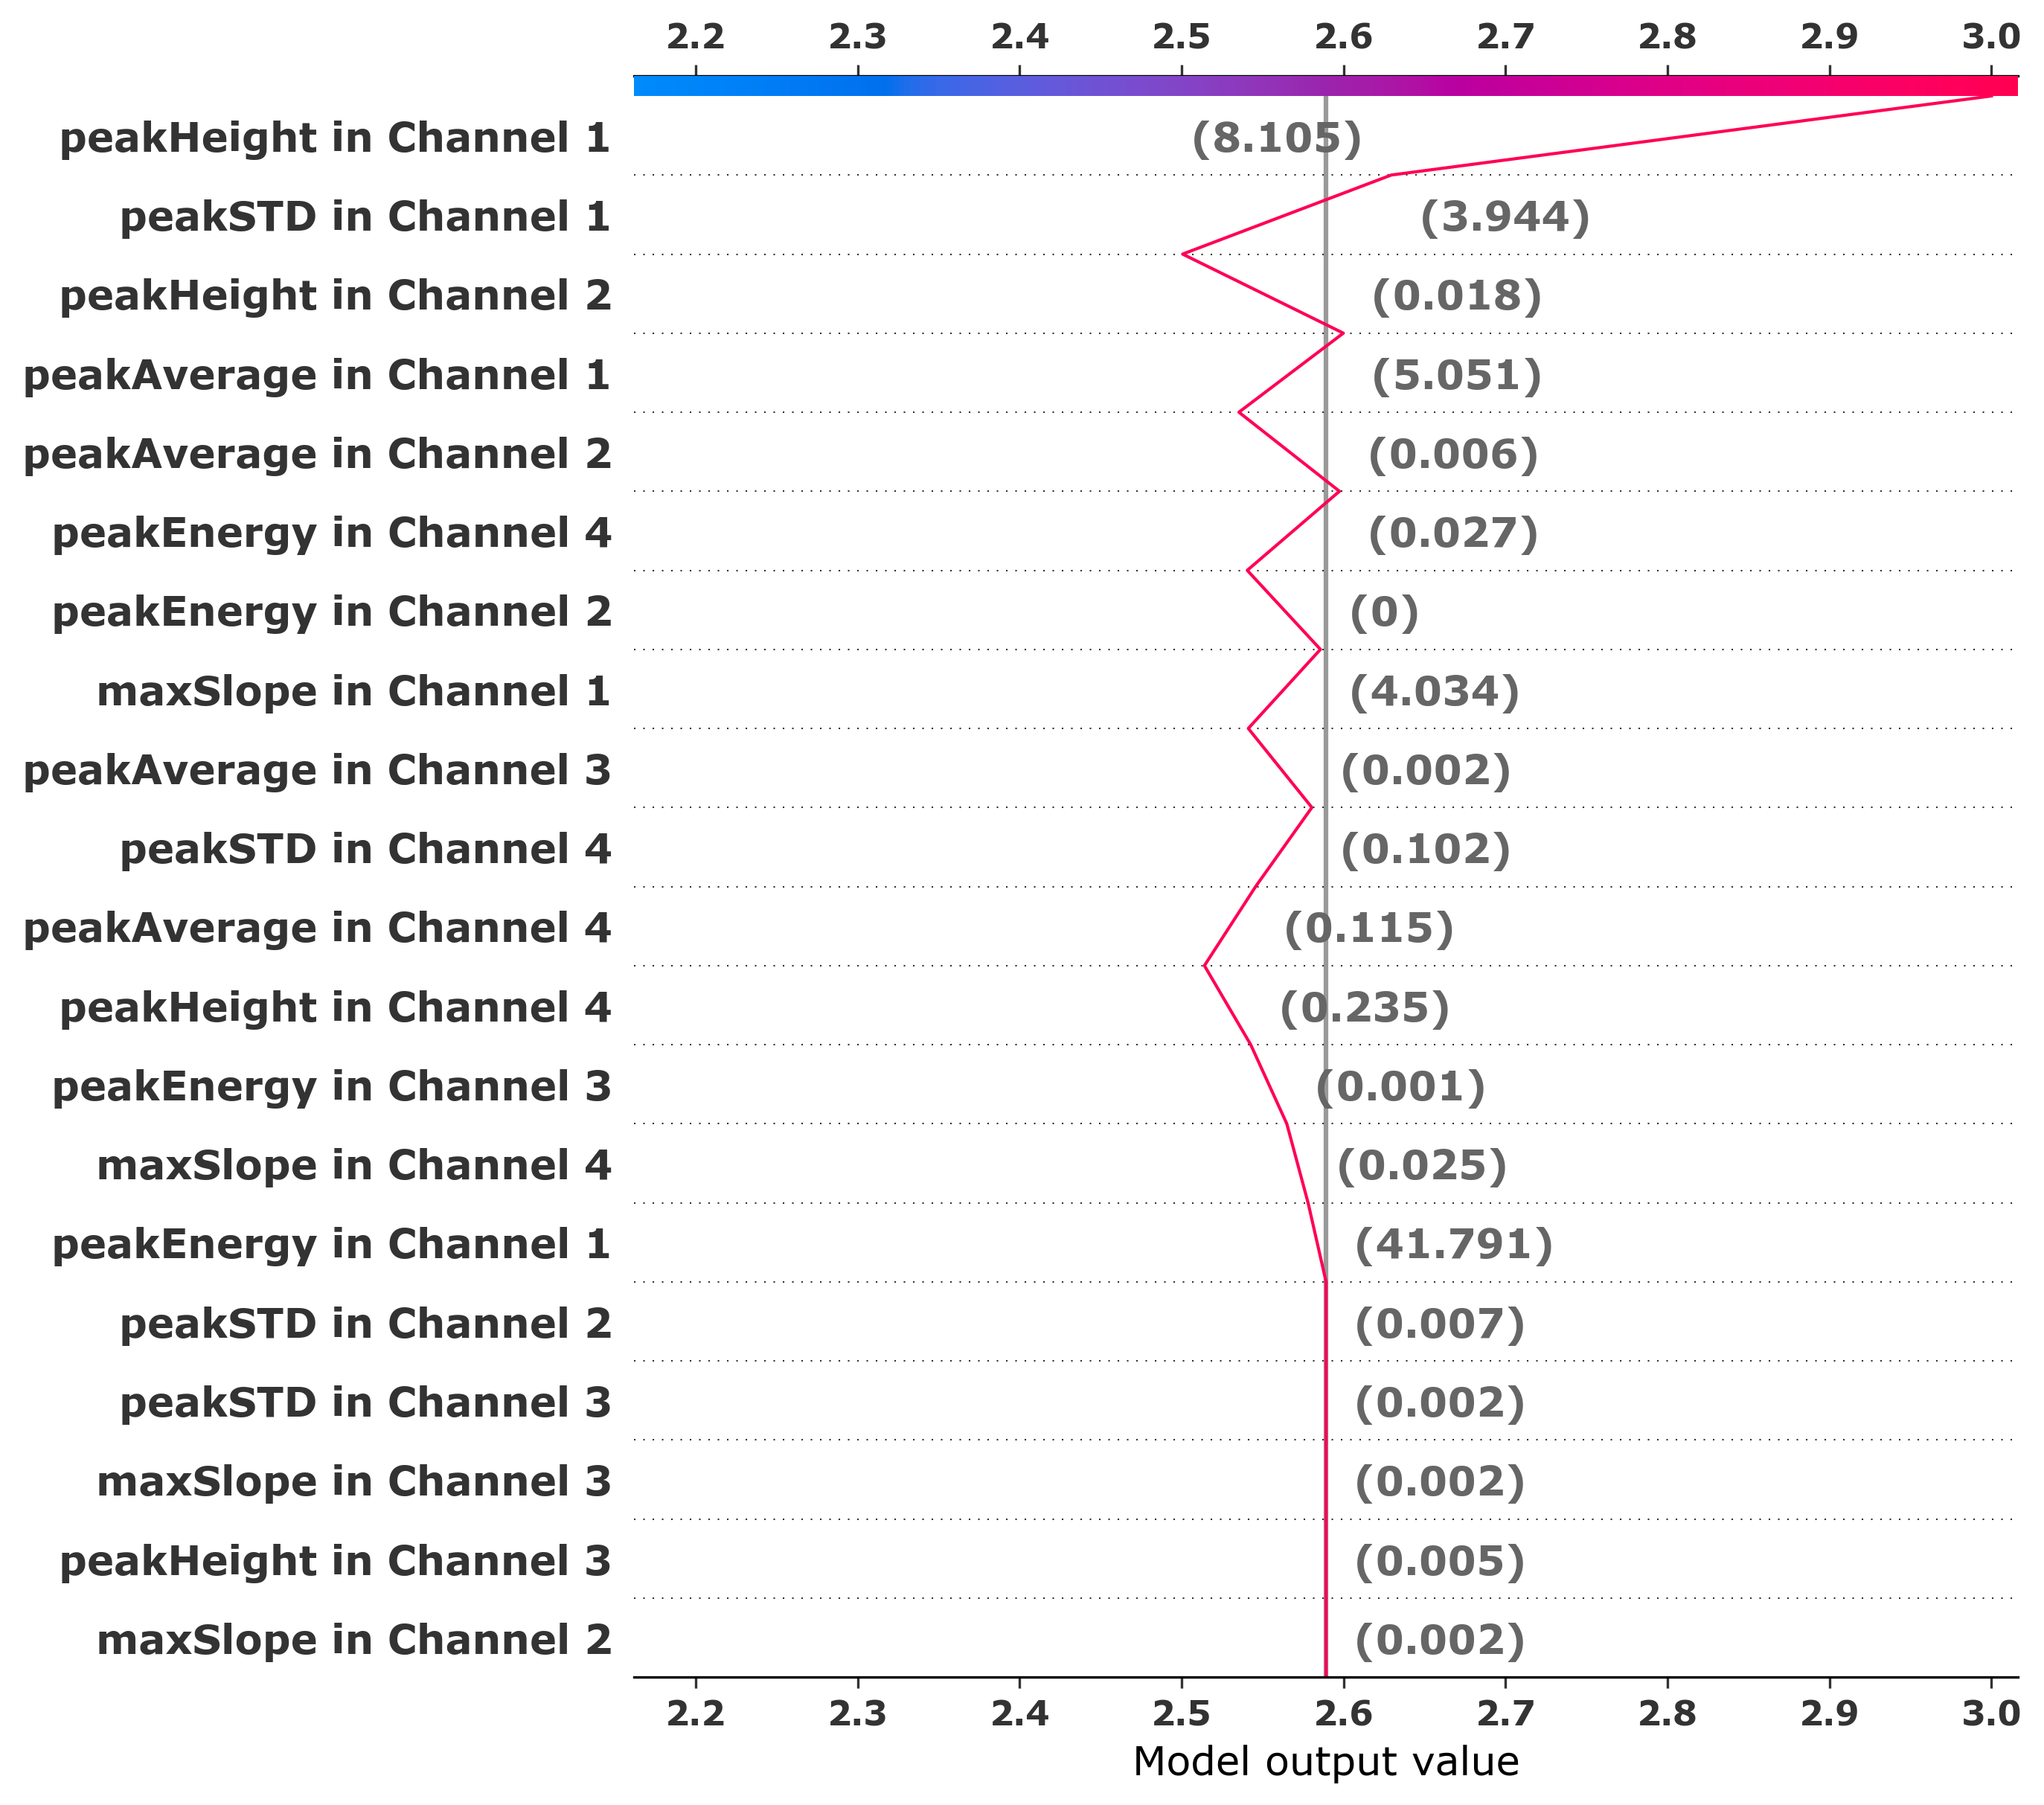 2.2 2.3 2.4 2.5 2.6 2.7 2.8 2.9 3.0
peakHeight in Channel 1 (8.105)
peakSTD in Channel 1 (3.944)
peakHeight in Channel 2 (0.018)
peakAverage in Channel 1 (5.051)
peakAverage in Channel 2 (0.006)
peakEnergy in Channel 4 (0.027)
peakEnergy in Channel 2 (0)
maxSlope in Channel 1 (4.034)
peakAverage in Channel 3 (0.002)
peakSTD in Channel 4 (0.102)
peakAverage in Channel 4 (0.115)
peakHeight in Channel 4 (0.235)
peakEnergy in Channel 3 (0.001)
maxSlope in Channel 4 (0.025)
peakEnergy in Channel 1 (41.791)
peakSTD in Channel 2 (0.007)
peakSTD in Channel 3 (0.002)
maxSlope in Channel 3 (0.002)
peakHeight in Channel 3 (0.005)
maxSlope in Channel 2 (0.002)
2.2 2.3 2.4 2.5 2.6 2.7 2.8 2.9 3.0
Model output value